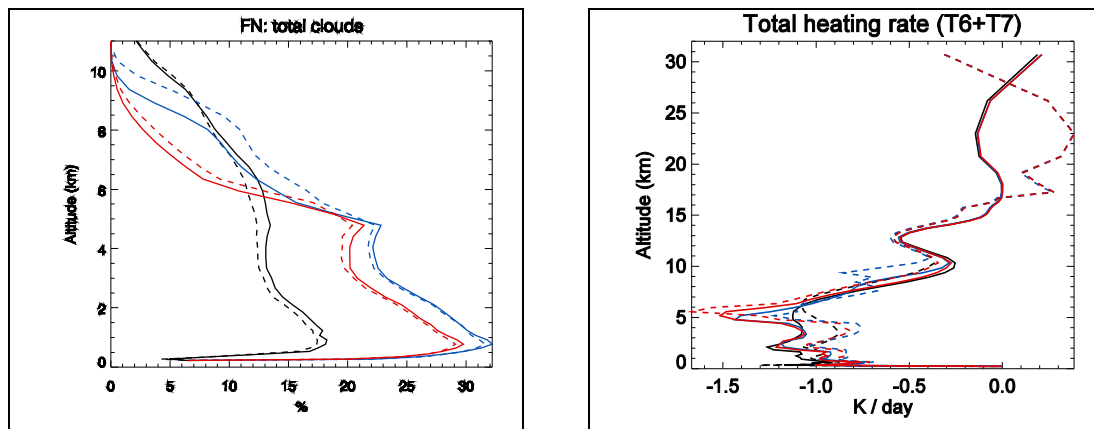 FN: total clouds
10
8
6
4
2
0
Altitude (km)
0 5 10 15 20 25 30
%
Total heating rate (T6+T7)
30
25
20
15
10
5
0
Altitude (km)
-1.5 -1.0 -0.5 0.0
K / day